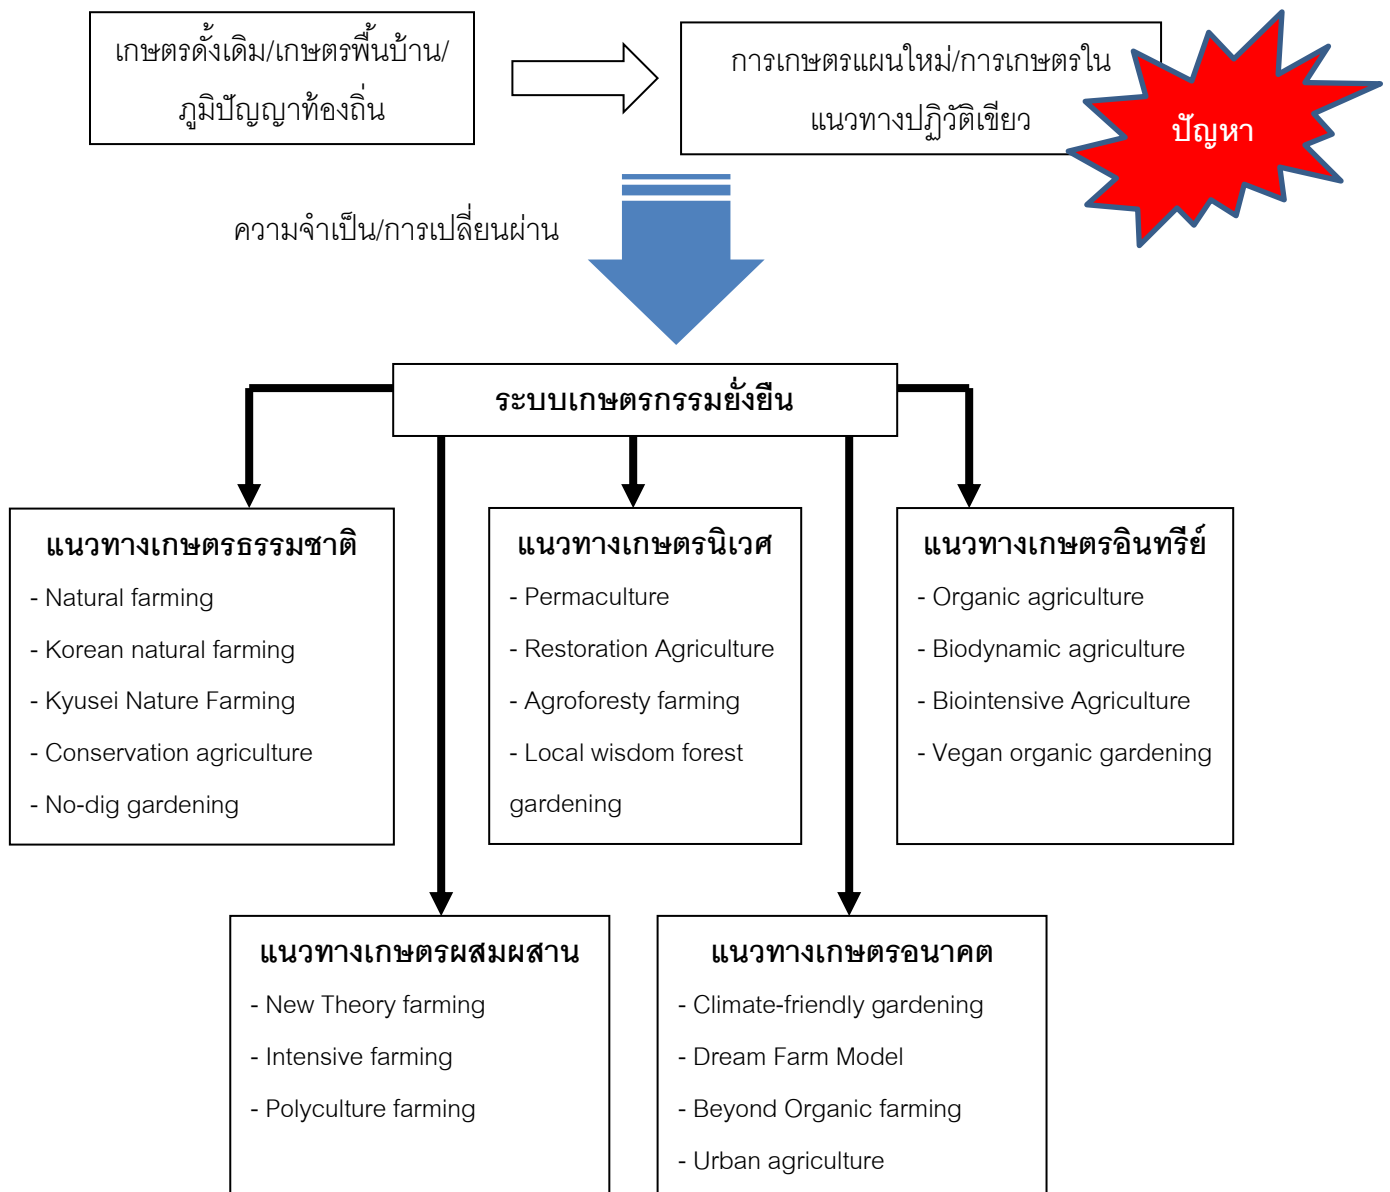 เกษตรดั้งเดิม/เกษตรพื้นบ้าน/
ภูมิปัญญาท้องถิ่น
การเกษตรแผนใหม่/การเกษตรใน
แนวทางปฏิวัติเขียว
ปัญหา
ความจำเป็น/การเปลี่ยนผ่าน
ระบบเกษตรกรรมยั่งยืน
แนวทางเกษตรธรรมชาติ
- Natural farming
- Korean natural farming
- Kyusei Nature Farming
- Conservation agriculture
- No-dig gardening
แนวทางเกษตรนิเวศ
- Permaculture
- Restoration Agriculture
- Agroforesty farming
- Local wisdom forest
gardening
แนวทางเกษตรอินทรีย์
- Organic agriculture
- Biodynamic agriculture
- Biointensive Agriculture
- Vegan organic gardening
แนวทางเกษตรผสมผสาน
- New Theory farming
- Intensive farming
- Polyculture farming
แนวทางเกษตรอนาคต
- Climate-friendly gardening
- Dream Farm Model
- Beyond Organic farming
- Urban agriculture